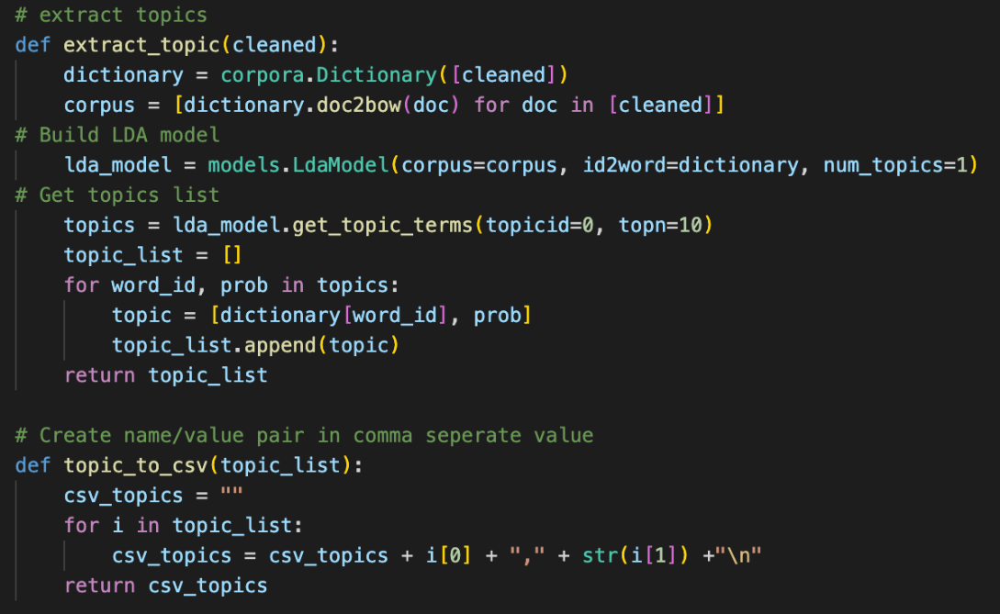 # extract topics
def extract_topic(cleaned):
    dictionary = corpora.Dictionary([cleaned])
    corpus = [dictionary.doc2bow(doc) for doc in [cleaned]]
# Build LDA model
    lda_model = models.LdaModel(corpus=corpus, id2word=dictionary, num_topics=1)
# Get topics list
    topics = lda_model.get_topic_terms(topicid=0, topn=10)
    topic_list = []
    for word_id, prob in topics:
        topic = [dictionary[word_id], prob]
        topic_list.append(topic)
    return topic_list

# Create name/value pair in comma seperate value
def topic_to_csv(topic_list):
    csv_topics = ""
    for i in topic_list:
        csv_topics = csv_topics + i[0] + "," + str(i[1]) +"\n"
    return csv_topics